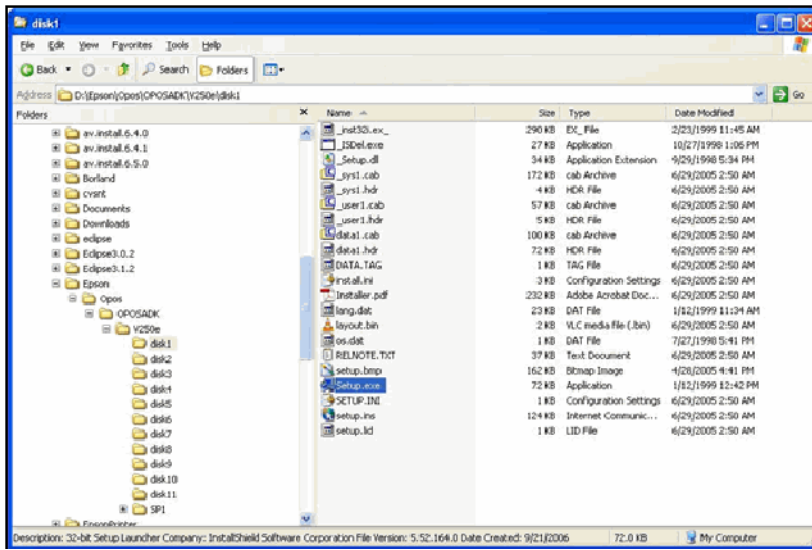 disk1
File Edit View Favorites Tools Help
Back Search Folders
Address D:\Epson\Opos\OPOSADK\V250e\disk1 Go
Folders
av.install.6.4.0
av.install.6.4.1
av.install.6.5.0
Borland
cvsnt
Documents
Downloads
eclipse
Eclipse3.0.2
Eclipse3.1.2
Epson
Opos
OPOSADK
V250e
disk1
disk2
disk3
disk4
disk5
disk6
disk7
disk8
disk9
disk10
disk11
SP1
EpsonPrinter
Name Size Type Date Modified
_inst32i.ex_ 290 KB EX_ File 2/23/1999 11:45 AM
_ISDel.exe 27 KB Application 10/27/1998 1:06 PM
_Setup.dll 34 KB Application Extension 9/29/1998 5:34 PM
_sys1.cab 172 KB cab Archive 6/29/2005 2:50 AM
_sys1.hdr 4 KB HDR File 6/29/2005 2:50 AM
_user1.cab 57 KB cab Archive 6/29/2005 2:50 AM
_user1.hdr 5 KB HDR File 6/29/2005 2:50 AM
data1.cab 100 KB cab Archive 6/29/2005 2:50 AM
data1.hdr 72 KB HDR File 6/29/2005 2:50 AM
DATA.TAG 1 KB TAG File 6/29/2005 2:50 AM
install.ini 3 KB Configuration Settings 6/29/2005 2:50 AM
Installer.pdf 232 KB Adobe Acrobat Doc... 6/29/2005 2:50 AM
lang.dat 23 KB DAT File 1/12/1999 11:34 AM
layout.bin 2 KB VLC media file (.bin) 6/29/2005 2:50 AM
os.dat 1 KB DAT File 7/27/1998 5:41 PM
RELNOTE.TXT 37 KB Text Document 6/29/2005 2:50 AM
setup.bmp 162 KB Bitmap Image 4/28/2005 4:41 PM
Setup.exe 72 KB Application 1/12/1999 12:42 PM
SETUP.INI 1 KB Configuration Settings 6/29/2005 2:50 AM
setup.ins 124 KB Internet Communic... 6/29/2005 2:50 AM
setup.lid 1 KB LID File 6/29/2005 2:50 AM
Description: 32-bit Setup Launcher Company: InstallShield Software Corporation File Version: 5.52.164.0 Date Created: 9/21/2006 72.0 KB My Computer